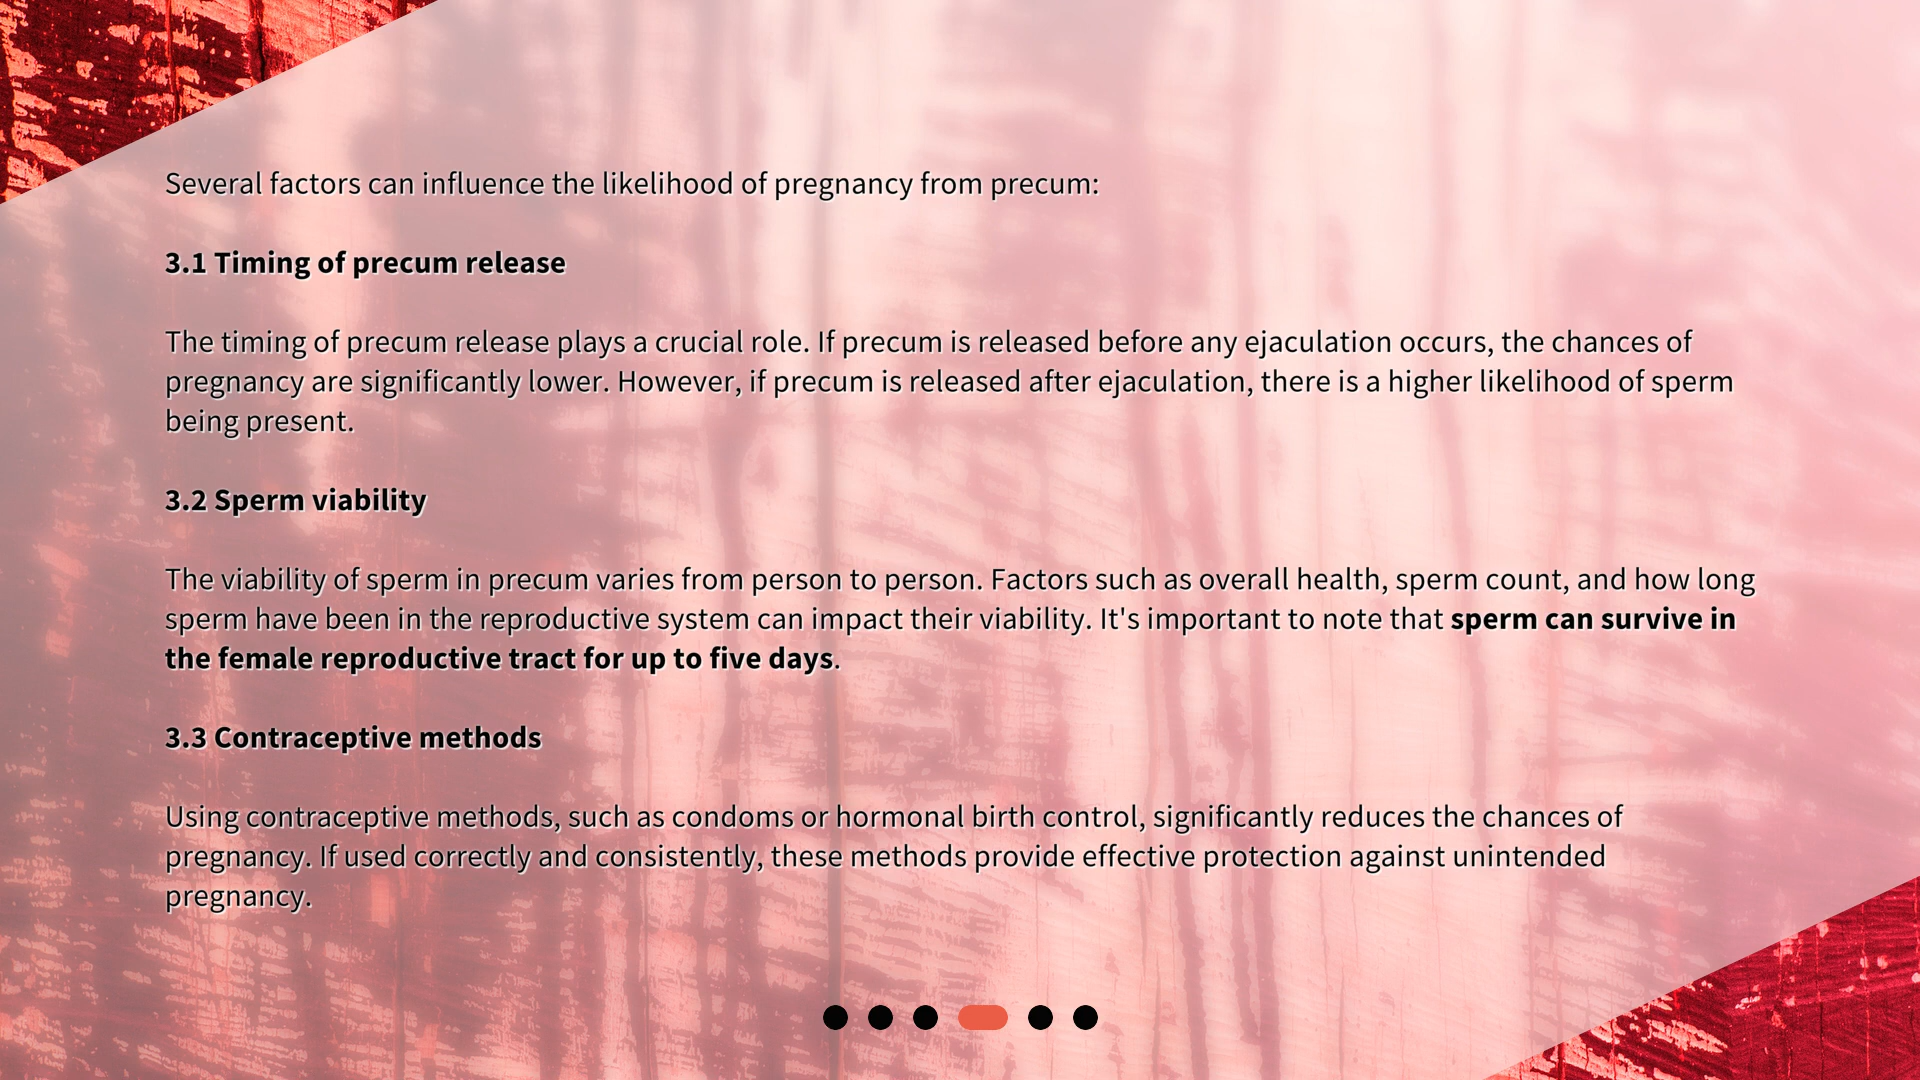 Several factors can influence the likelihood of pregnancy from precum:
3.1 Timing of precum release
The timing of precum release plays a crucial role. If precum is released before any ejaculation occurs, the chances of
pregnancy are significantly lower. However, if precum is released after ejaculation, there is a higher likelihood of sperm
being present.
3.2 Sperm viability
The viability of sperm in precum varies from person to person. Factors such as overall health, sperm count, and how long
sperm have been in the reproductive system can impact their viability. It's important to note that sperm can survive in
the female reproductive tract for up to five days.
3.3 Contraceptive methods
Using contraceptive methods, such as condoms or hormonal birth control, significantly reduces the chances of
pregnancy. If used correctly and consistently, these methods provide effective protection against unintended
pregnancy.